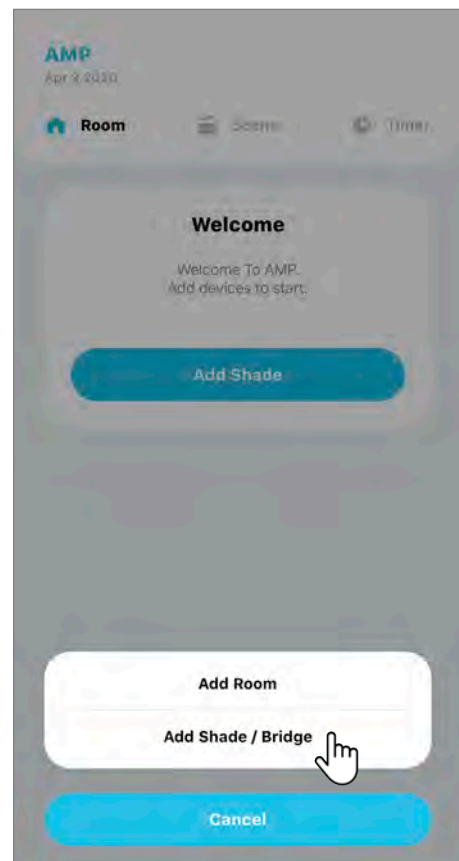 AMP
Apr 2 2020
Room Scene Timer
Welcome
Welcome To AMP.
Add devices to start.
Add Shade
Add Room
Add Shade / Bridge
Cancel